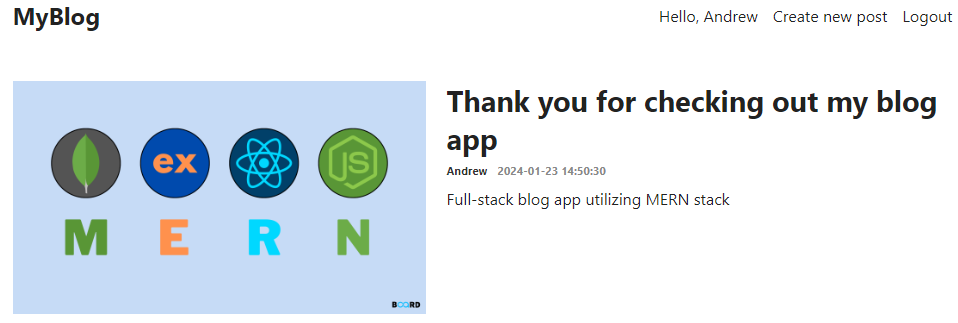 MyBlog
Hello, Andrew Create new post Logout
ex
JS
M E R N
BOARD
Thank you for checking out my blog
app
Andrew 2024-01-23 14:50:30
Full-stack blog app utilizing MERN stack